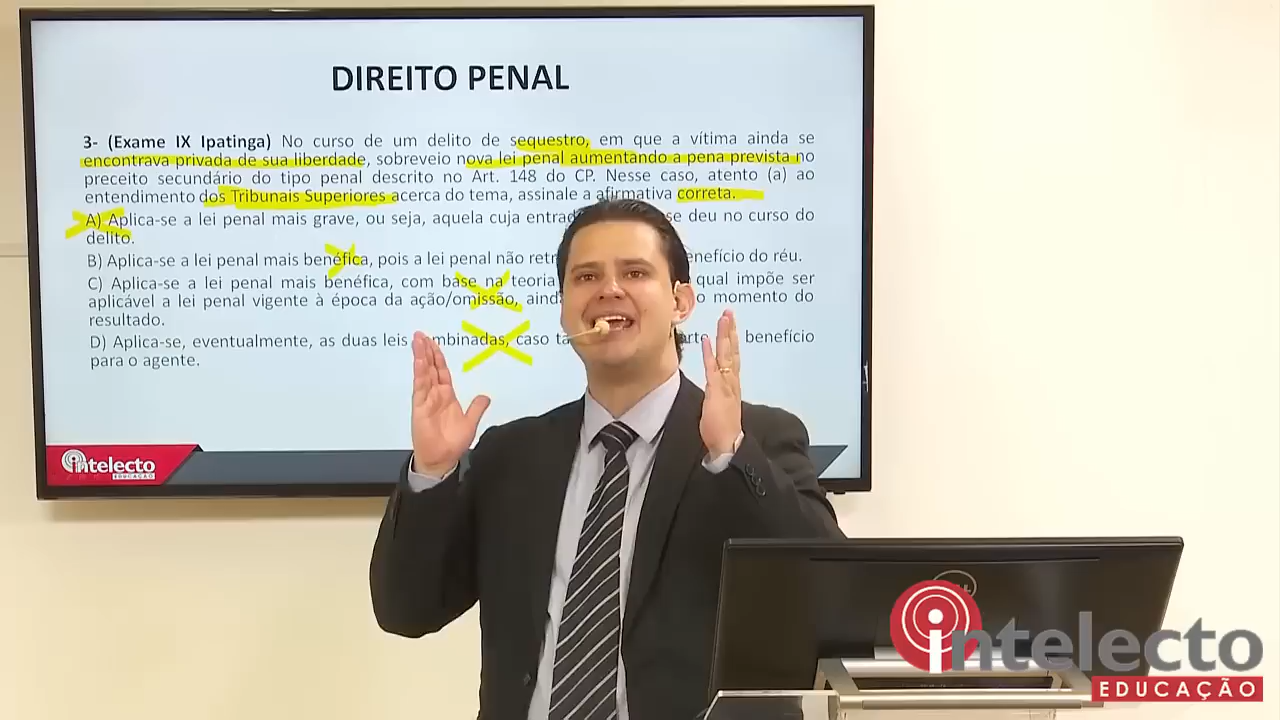 DIREITO PENAL
3- (Exame IX Ipatinga) No curso de um delito de sequestro, em que a vítima ainda se
encontrava privada de sua liberdade, sobreveio nova lei penal aumentando a pena prevista no
preceito secundário do tipo penal descrito no Art. 148 do CP. Nesse caso, atento (a) ao
entendimento dos Tribunais Superiores acerca do tema, assinale a afirmativa correta.
A) Aplica-se a lei penal mais grave, ou seja, aquela cuja se deu no curso do
delito.
B) Aplica-se a lei penal mais benéfica, pois a lei penal não do réu.
C) Aplica-se a lei penal mais benéfica, com base na teoria qual impõe ser
aplicável a lei penal vigente à época da ação/omissão, momento do
resultado.
D) Aplica-se, eventualmente, as duas leis caso benefício
para o agente.
intelecto
EDUCAÇÃO
intelecto
EDUCAÇÃO